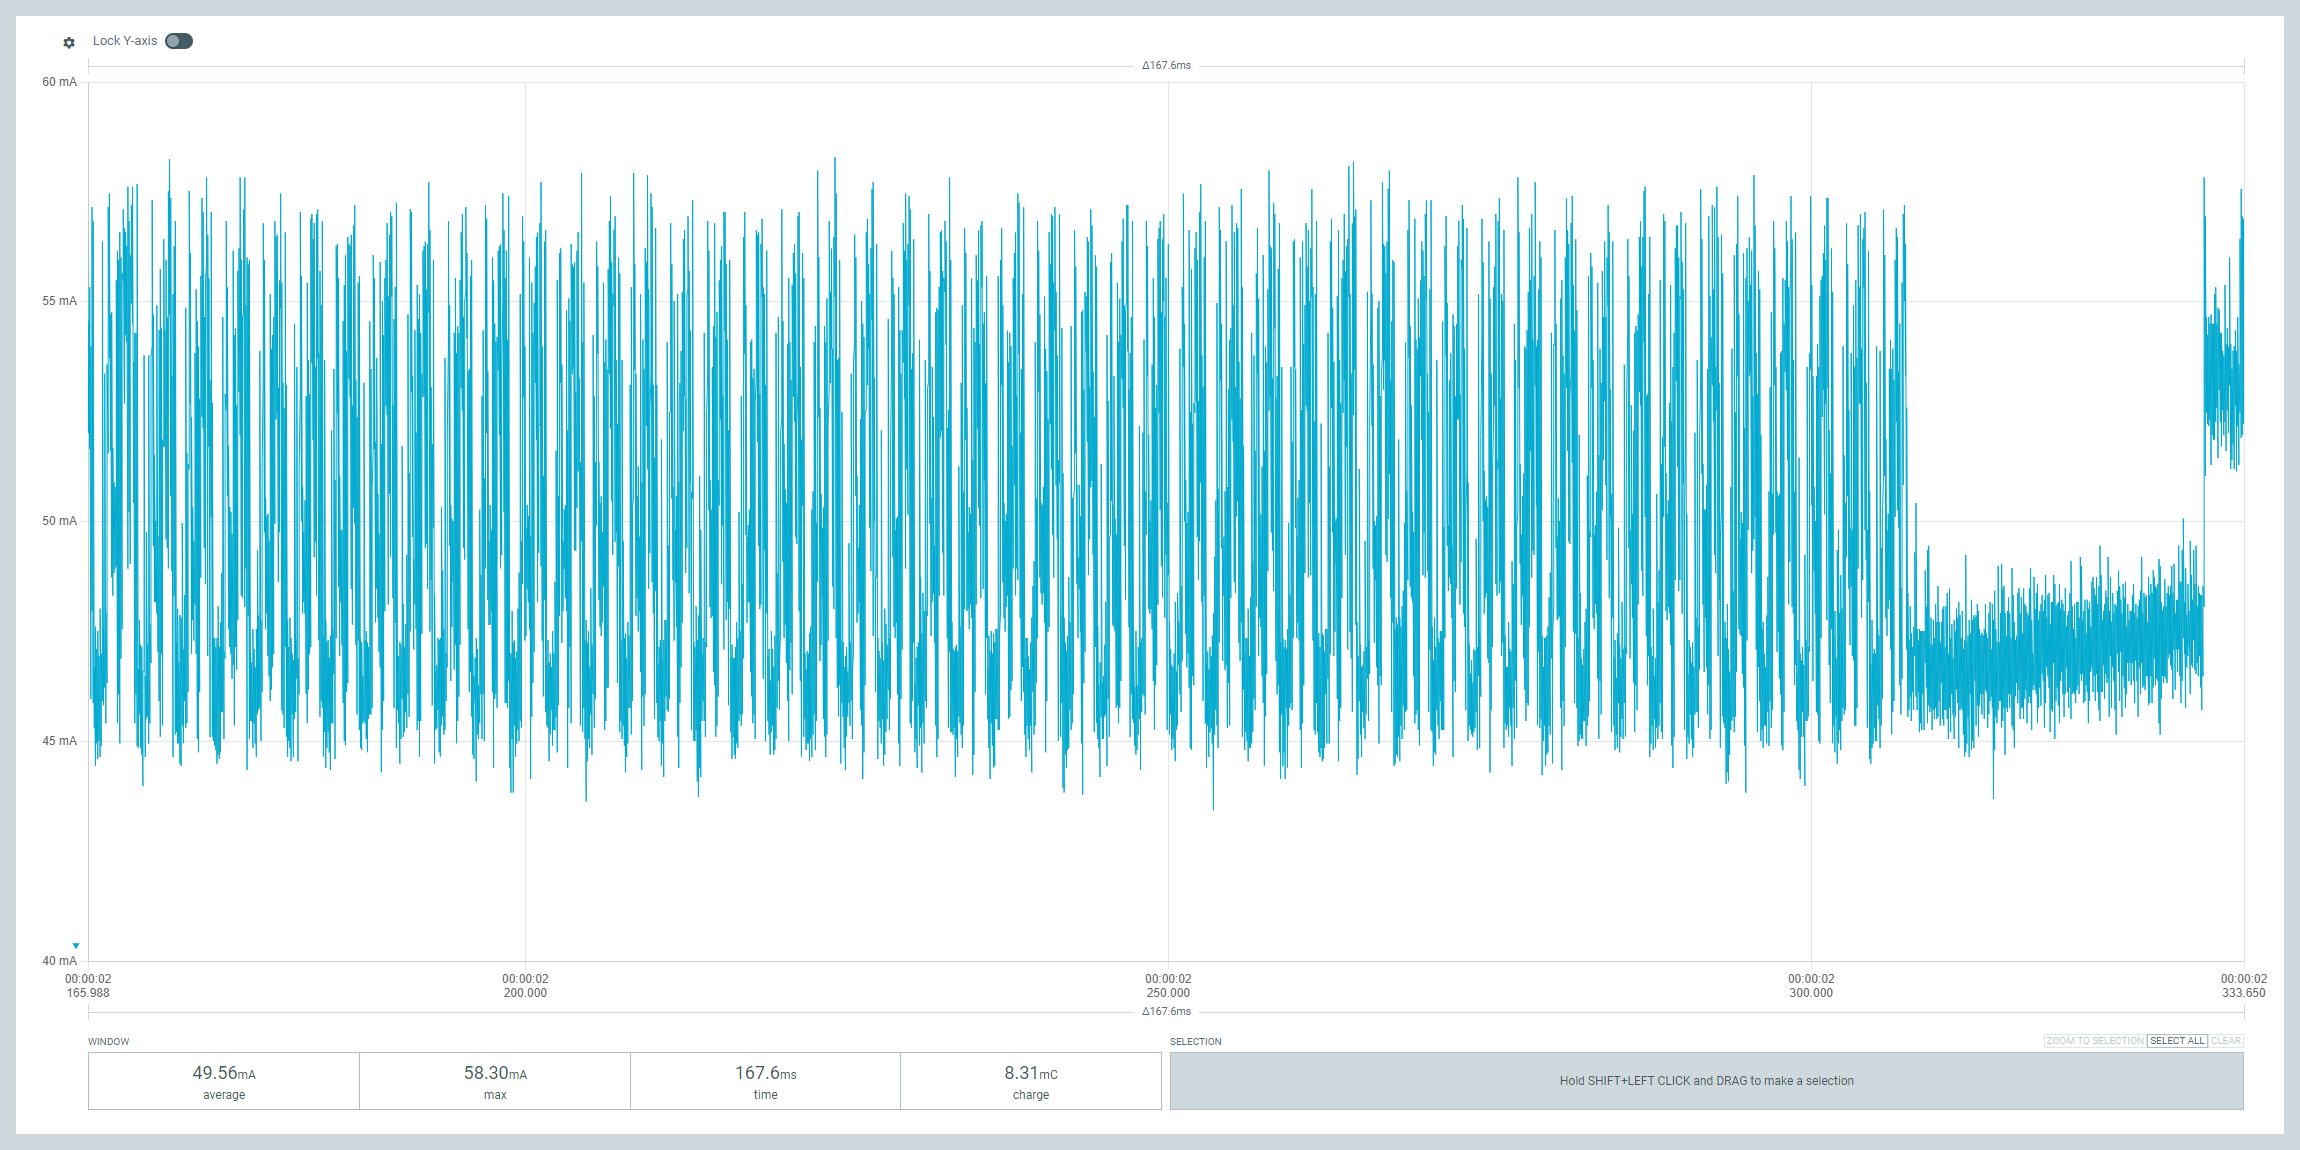 Lock Y-axis
Δ167.6ms
60 mA
55 mA
50 mA
45 mA
40 mA
00:00:02 00:00:02 00:00:02 00:00:02 00:00:02
165.988 200.000 250.000 300.000 333.650
Δ167.6ms
WINDOW
SELECTION
ZOOM TO SELECTION SELECT ALL CLEAR
49.56mA 58.30mA 167.6ms 8.31mC
average max time charge
Hold SHIFT+LEFT CLICK and DRAG to make a selection